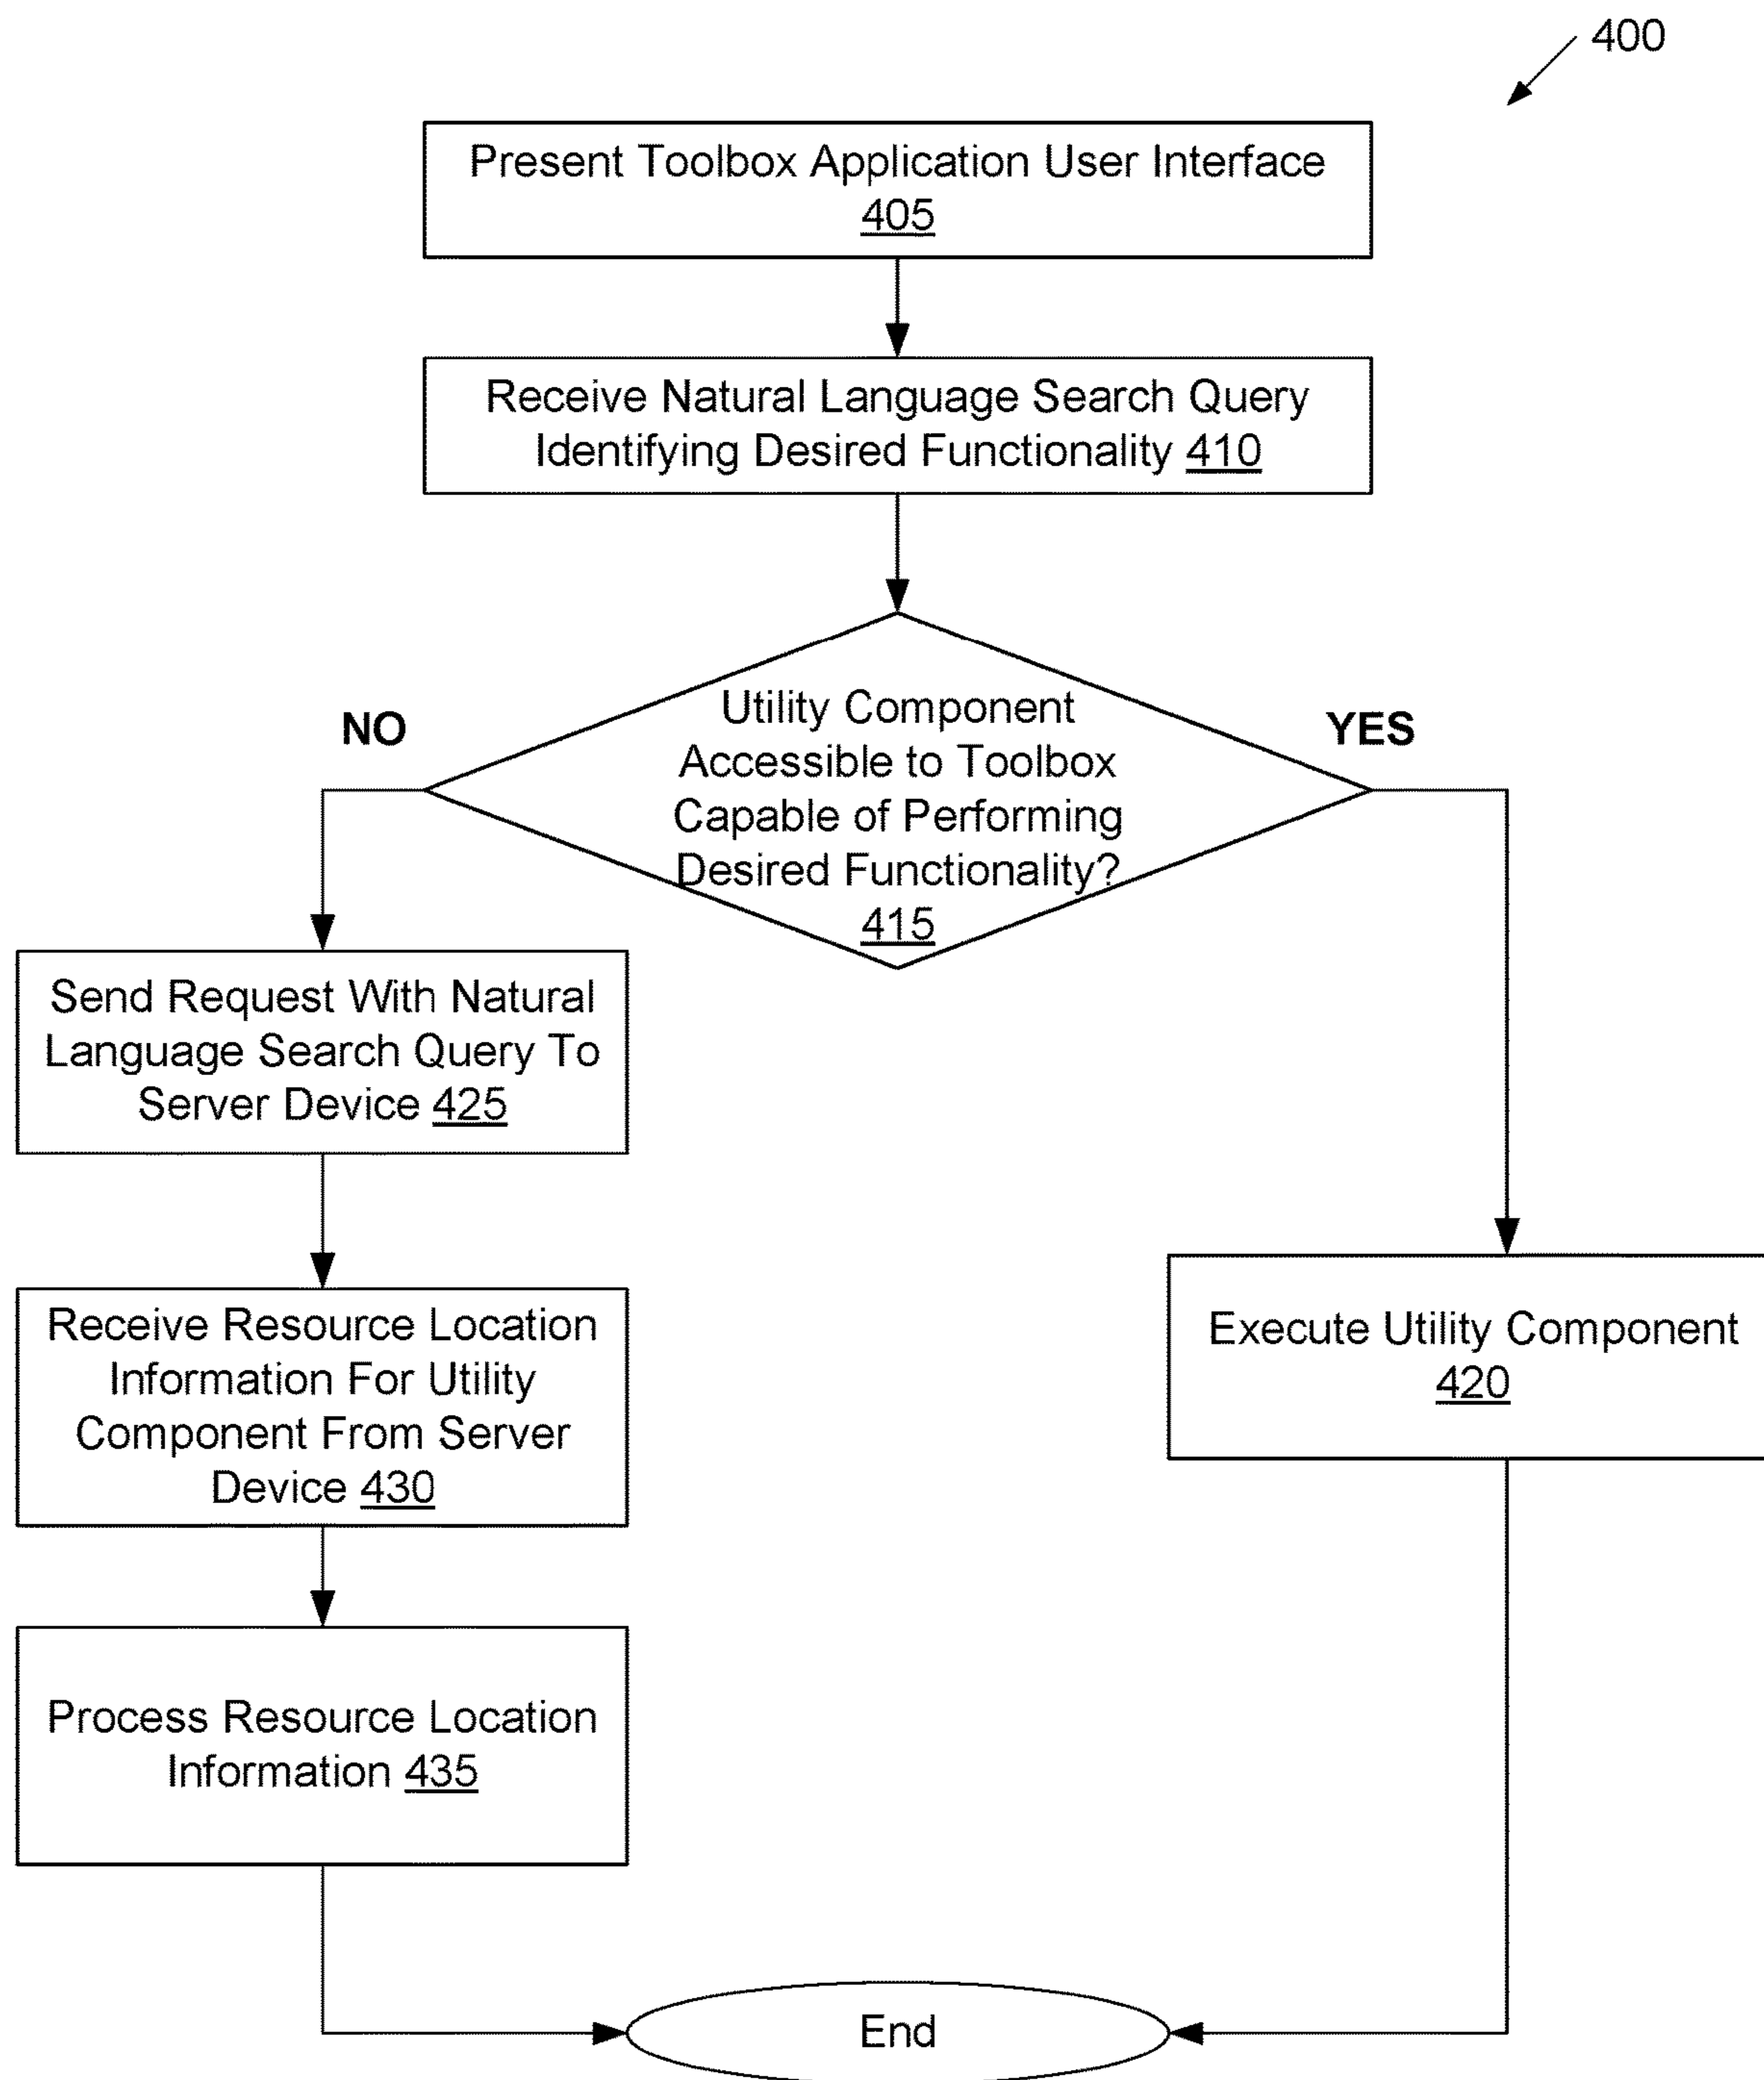 400
Present Toolbox Application User Interface
405
Receive Natural Language Search Query
Identifying Desired Functionality 410
Utility Component
Accessible to Toolbox
Capable of Performing
Desired Functionality?
415
NO
YES
Send Request With Natural
Language Search Query To
Server Device 425
Receive Resource Location
Information For Utility
Component From Server
Device 430
Execute Utility Component
420
Process Resource Location
Information 435
End